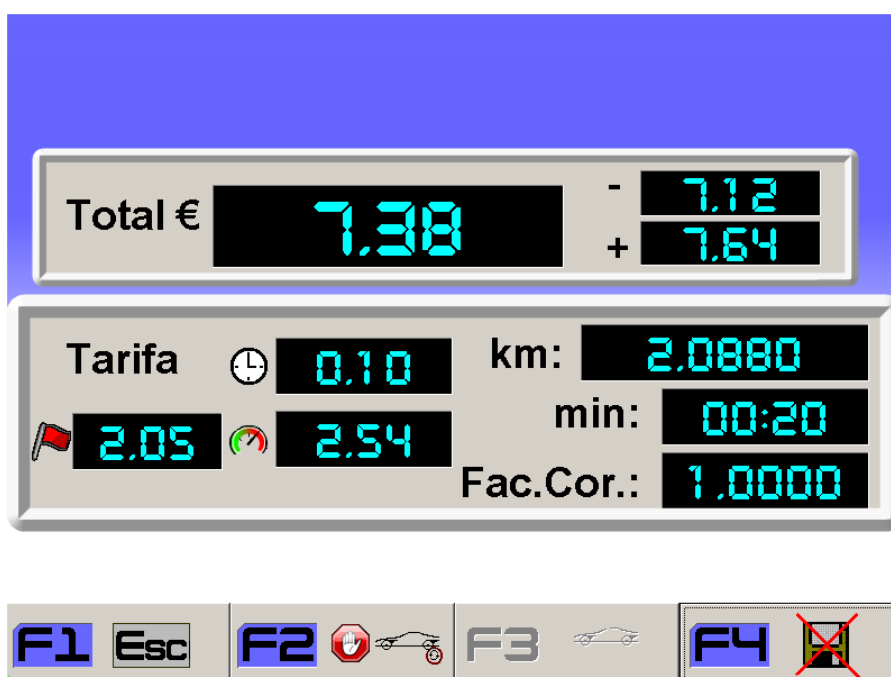 Total € 7.38
- 7.12
+ 7.64
Tarifa 0.10
2.05 2.54
km: 2.0880
min: 00:20
Fac.Cor.: 1.0000
F1 Esc F2 F3 F4